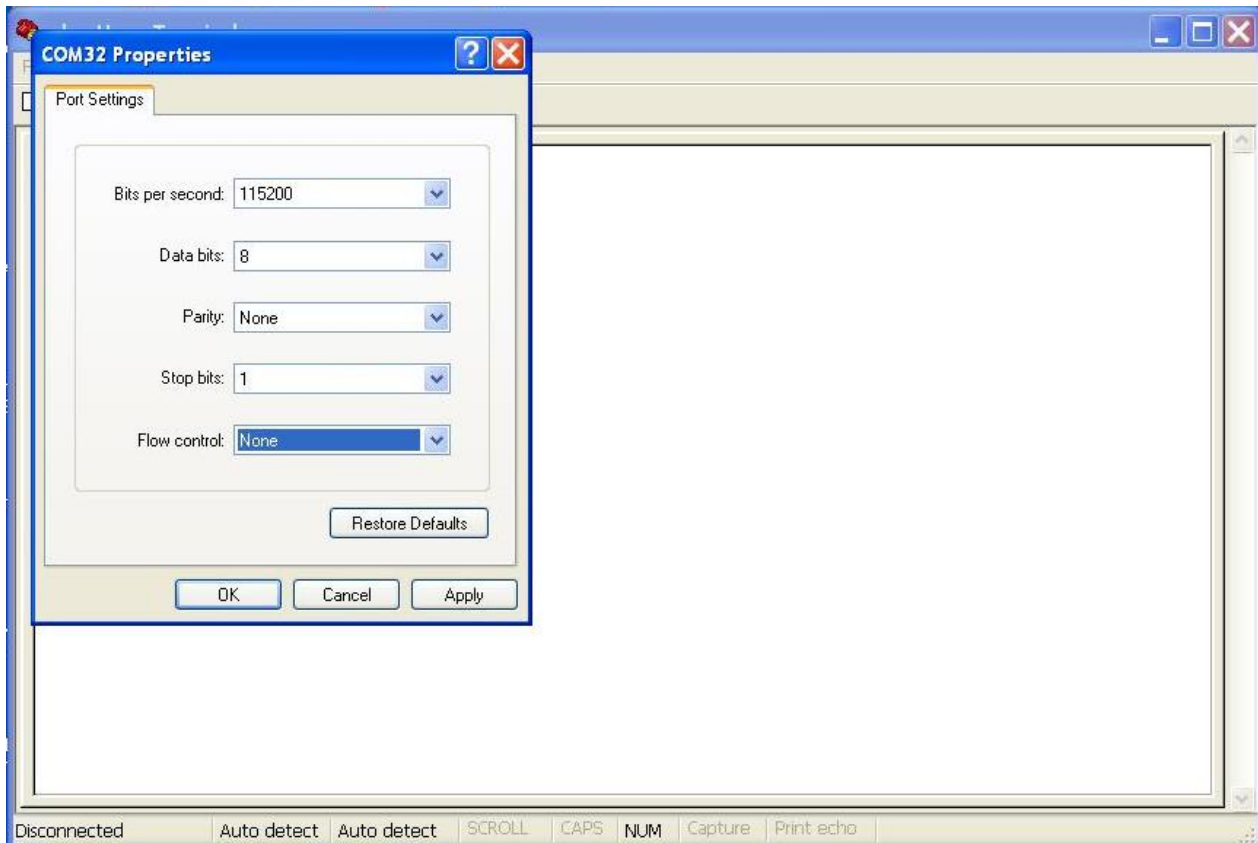 COM32 Properties
Port Settings
Bits per second: 115200
Data bits: 8
Parity: None
Stop bits: 1
Flow control: None
Restore Defaults
OK Cancel Apply
Disconnected Auto detect Auto detect SCROLL CAPS NUM Capture Print echo